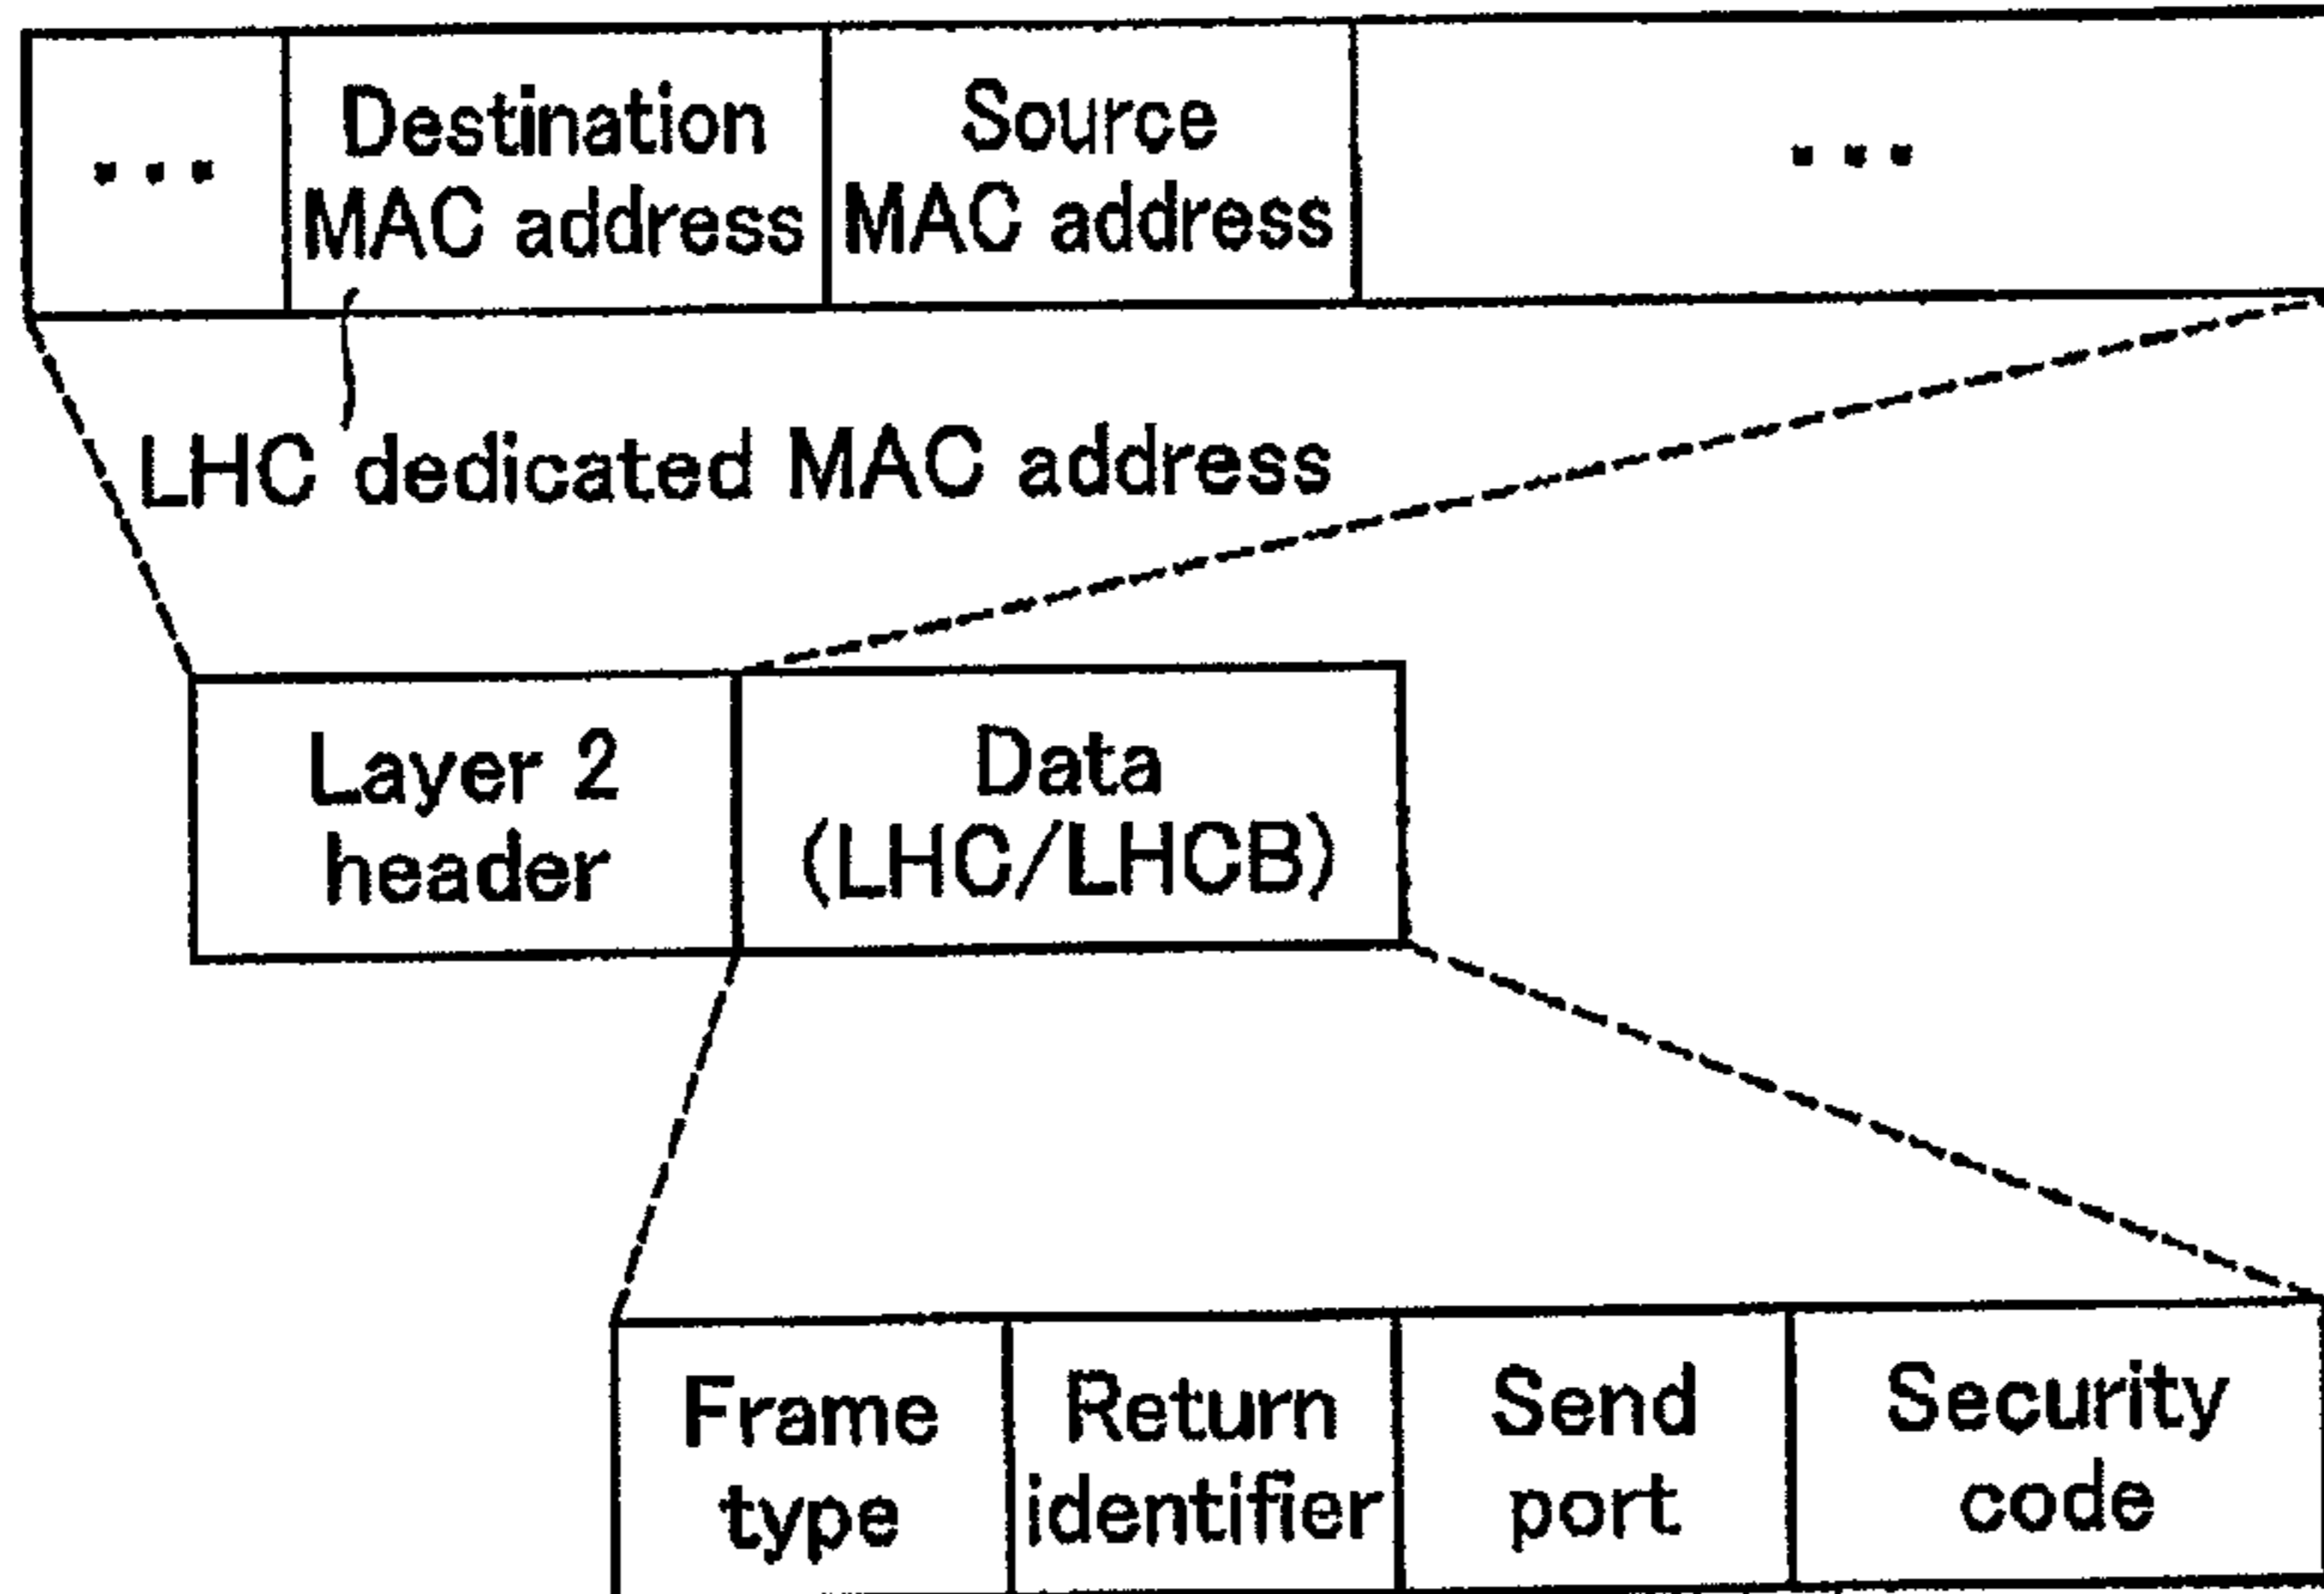 ... Destination Source ...
MAC address MAC address
LHC dedicated MAC address
Layer 2 Data
header (LHC/LHCB)
Frame Return Send Security
type identifier port code